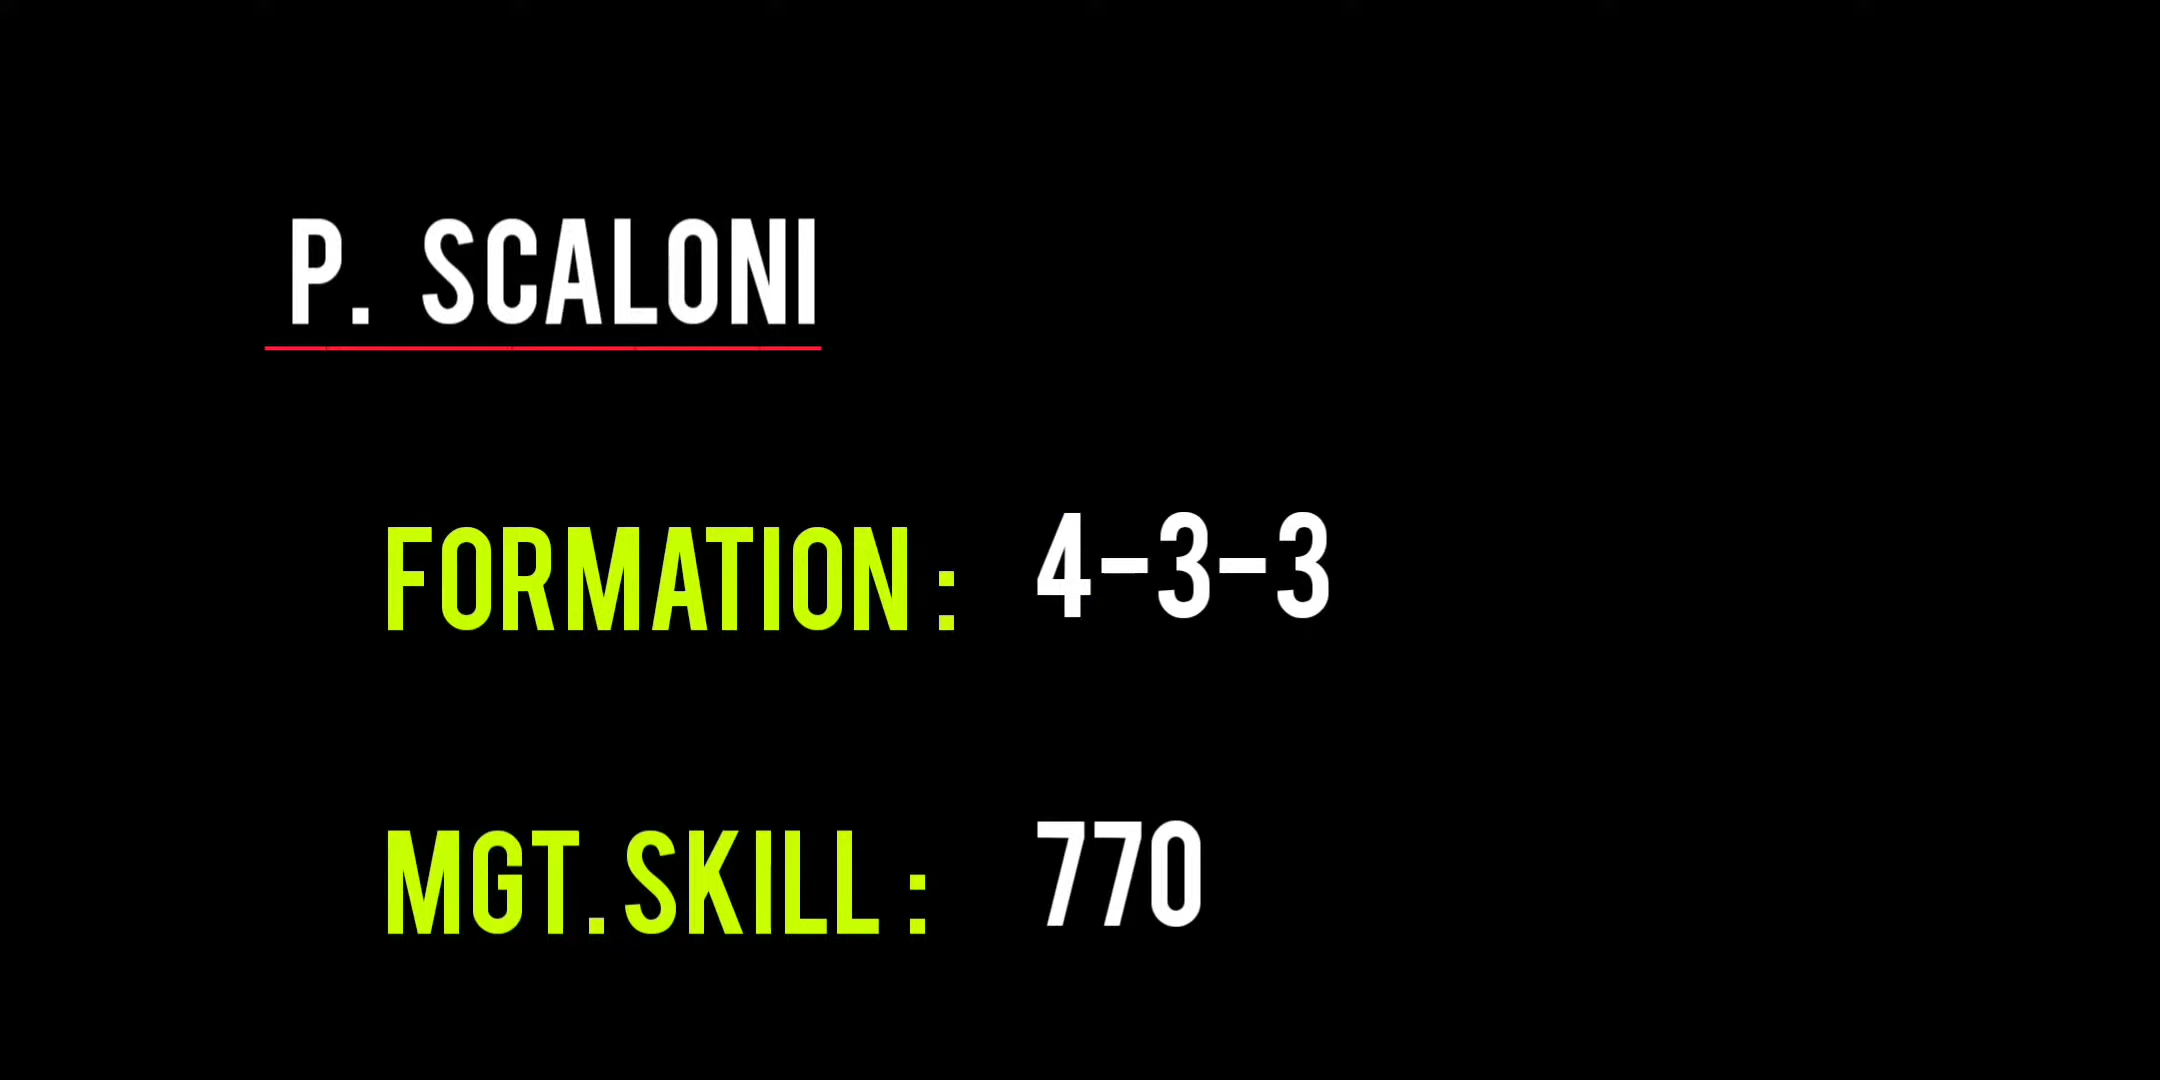 P. SCALONI
FORMATION : 4-3-3
MGT.SKILL : 770